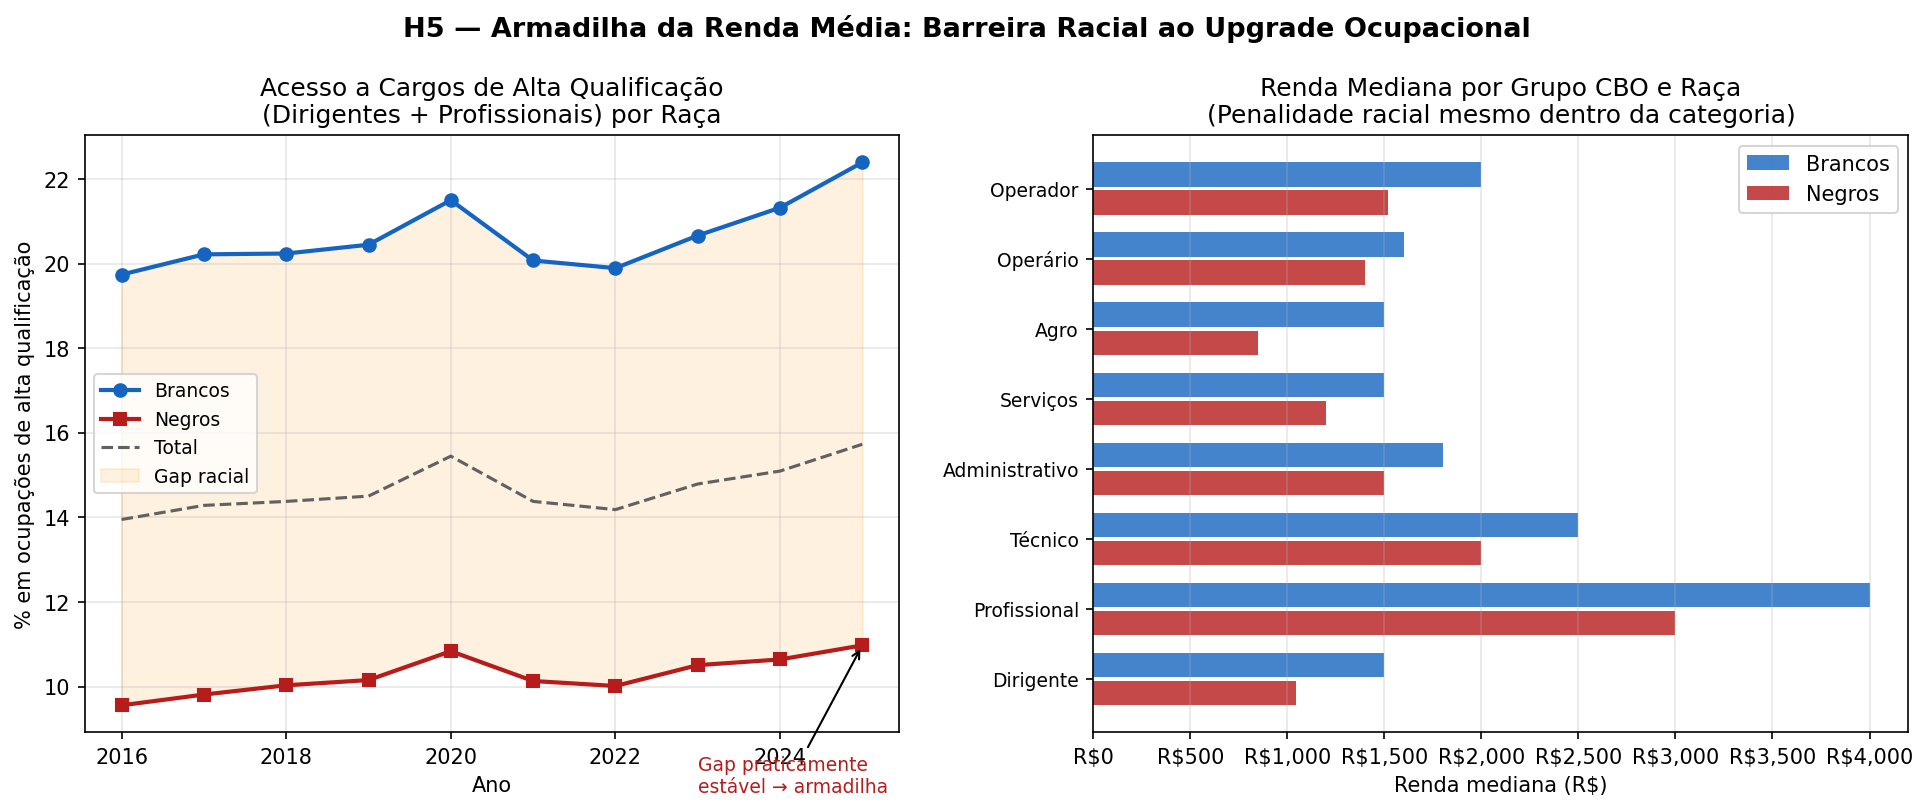 H5 — Armadilha da Renda Média: Barreira Racial ao Upgrade Ocupacional
Acesso a Cargos de Alta Qualificação
(Dirigentes + Profissionais) por Raça
% em ocupações de alta qualificação
22
20
18
16
14
12
10
Brancos
Negros
Total
Gap racial
2016
2018
2020
2022
2024
Ano
Gap praticamente
estável → armadilha
Renda Mediana por Grupo CBO e Raça
(Penalidade racial mesmo dentro da categoria)
Brancos
Negros
Operador
Operário
Agro
Serviços
Administrativo
Técnico
Profissional
Dirigente
R$0
R$500
R$1,000
R$1,500
R$2,000
R$2,500
R$3,000
R$3,500
R$4,000
Renda mediana (R$)